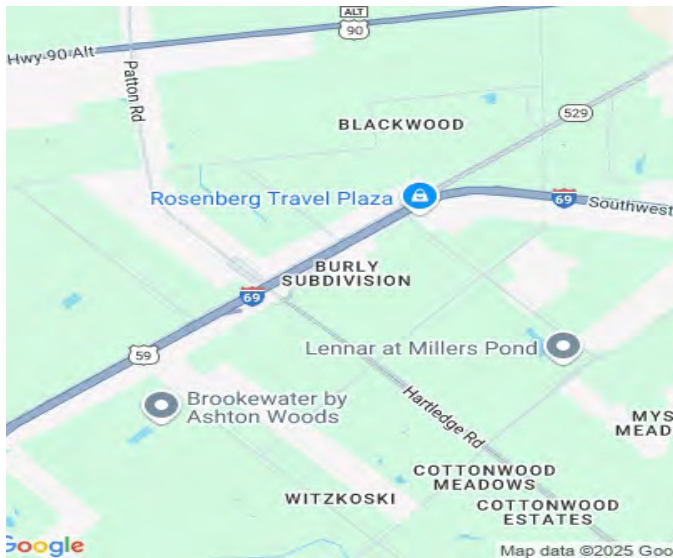 ALT
90
Hwy 90 Alt
Patton Rd
529
BLACKWOOD
Rosenberg Travel Plaza
69
Southwest
BURLY
SUBDIVISION
69
59
Lennar at Millers Pond
Brookewater by
Ashton Woods
Hartledge Rd
MYS
MEAD
COTTONWOOD
MEADOWS
WITZKOSKI
COTTONWOOD
ESTATES
Google
Map data ©2025 Goo